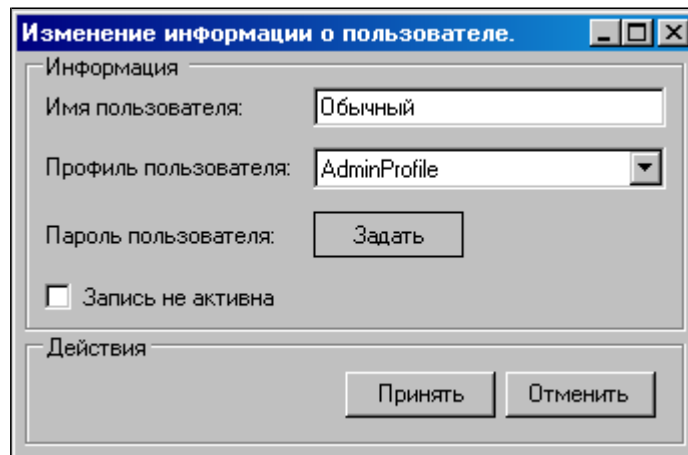 Изменение информации о пользователе.
Информация
Имя пользователя: Обычный
Профиль пользователя: AdminProfile
Пароль пользователя: Задать
Запись не активна
Действия
Принять Отменить